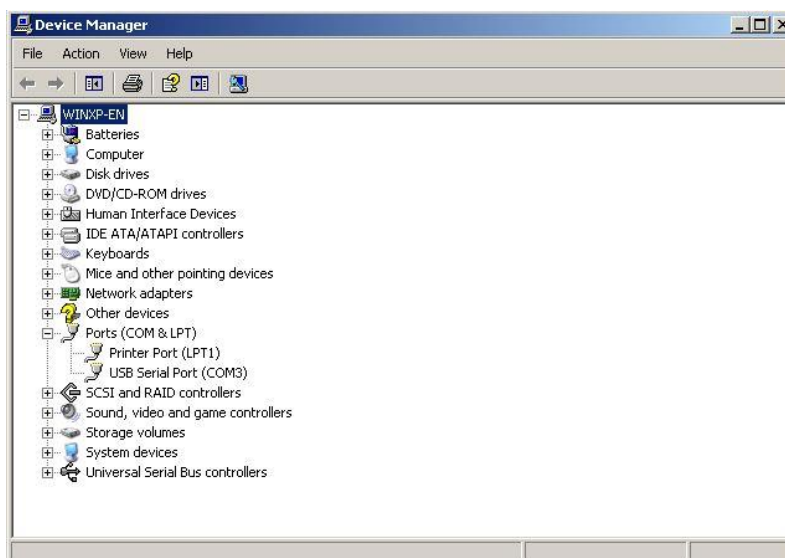 Device Manager
File Action View Help
WINXP-EN
Batteries
Computer
Disk drives
DVD/CD-ROM drives
Human Interface Devices
IDE ATA/ATAPI controllers
Keyboards
Mice and other pointing devices
Network adapters
Other devices
Ports (COM & LPT)
Printer Port (LPT1)
USB Serial Port (COM3)
SCSI and RAID controllers
Sound, video and game controllers
Storage volumes
System devices
Universal Serial Bus controllers